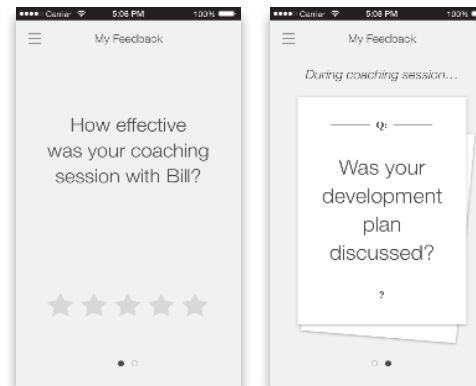 Carrier 5:08 PM 100%
My Feedback
How effective
was your coaching
session with Bill?
Carrier 5:08 PM 100%
My Feedback
During coaching session...
Q:
Was your
development
plan
discussed?
?